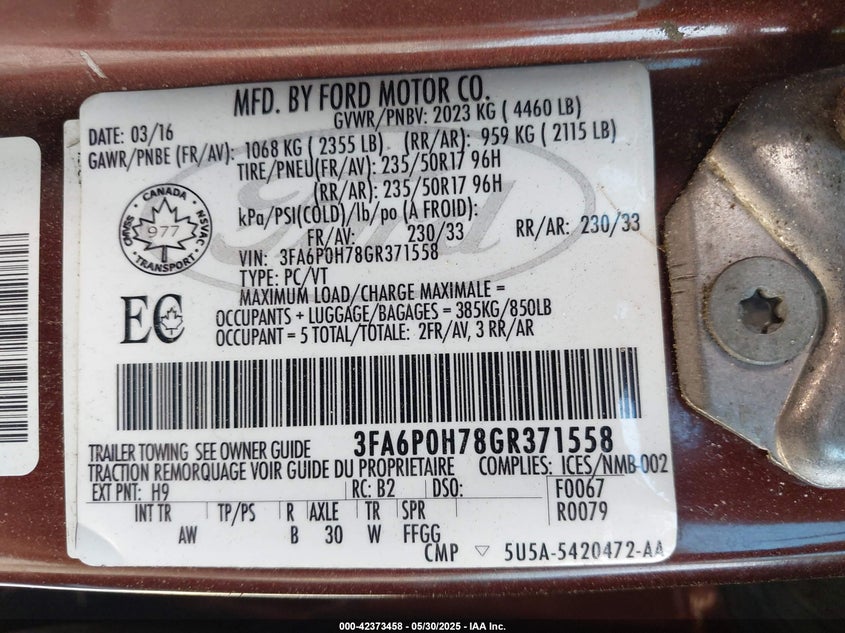 MFD. BY FORD MOTOR CO.
DATE: 03/16 GVWR/PNBV: 2023 KG ( 4460 LB)
GAWR/PNBE (FR/AV): 1068 KG ( 2355 LB) (RR/AR): 959 KG ( 2115 LB)
TIRE/PNEU(FR/AV): 235/50R17 96H
(RR/AR): 235/50R17 96H
kPa/PSI(COLD)/lb/po (A FROID):
FR/AV: 230/33 RR/AR: 230/33
VIN: 3FA6P0H78GR371558
TYPE: PC/VT
CANADA
NSVAC
977
SNVMC
TRANSPORT
MAXIMUM LOAD/CHARGE MAXIMALE =
OCCUPANTS + LUGGAGE/BAGAGES = 385KG/850LB
OCCUPANT = 5 TOTAL/TOTALE: 2FR/AV, 3 RR/AR
EC
Ford
TRAILER TOWING SEE OWNER GUIDE 3FA6P0H78GR371558
TRACTION REMORQUAGE VOIR GUIDE DU PROPRIETAIRE COMPLIES: ICES/NMB-002
EXT PNT: H9 RC: B2 DSO: F0067
INT TR TP/PS R AXLE TR SPR R0079
AW B 30 W FFGG
CMP ▽ 5U5A-5420472-AA
000-42373458 - 05/30/2025 - IAA Inc.